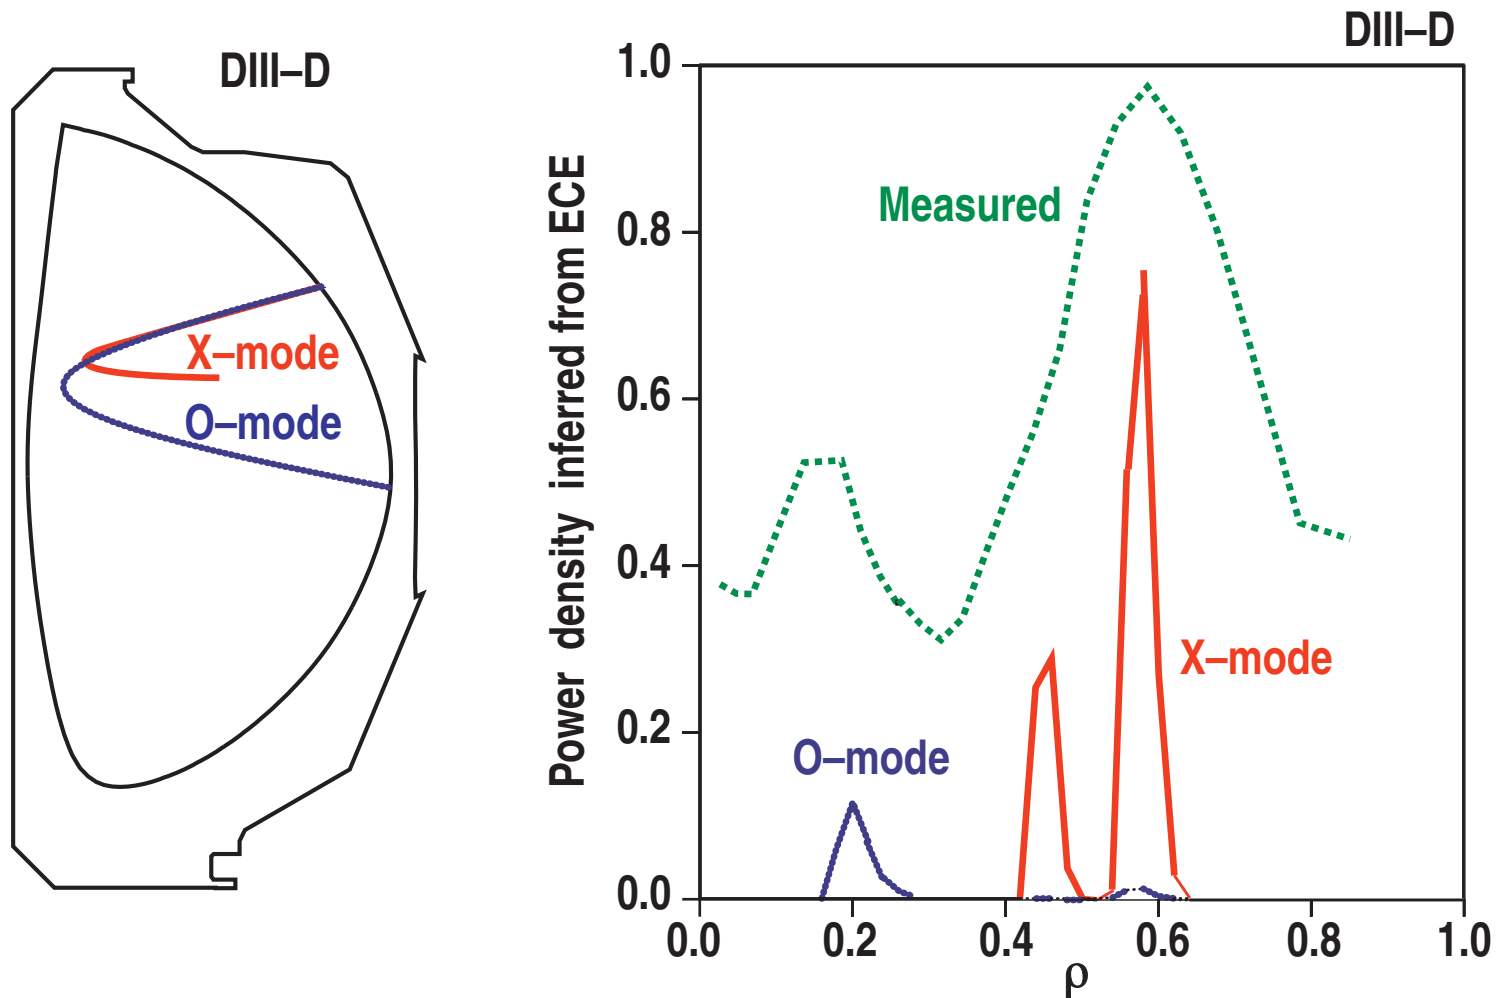 DIII–D
X–mode
O–mode
DIII–D
Power density inferred from ECE
1.0
0.8
0.6
0.4
0.2
0.0
Measured
X–mode
O–mode
0.0 0.2 0.4 0.6 0.8 1.0
ρ